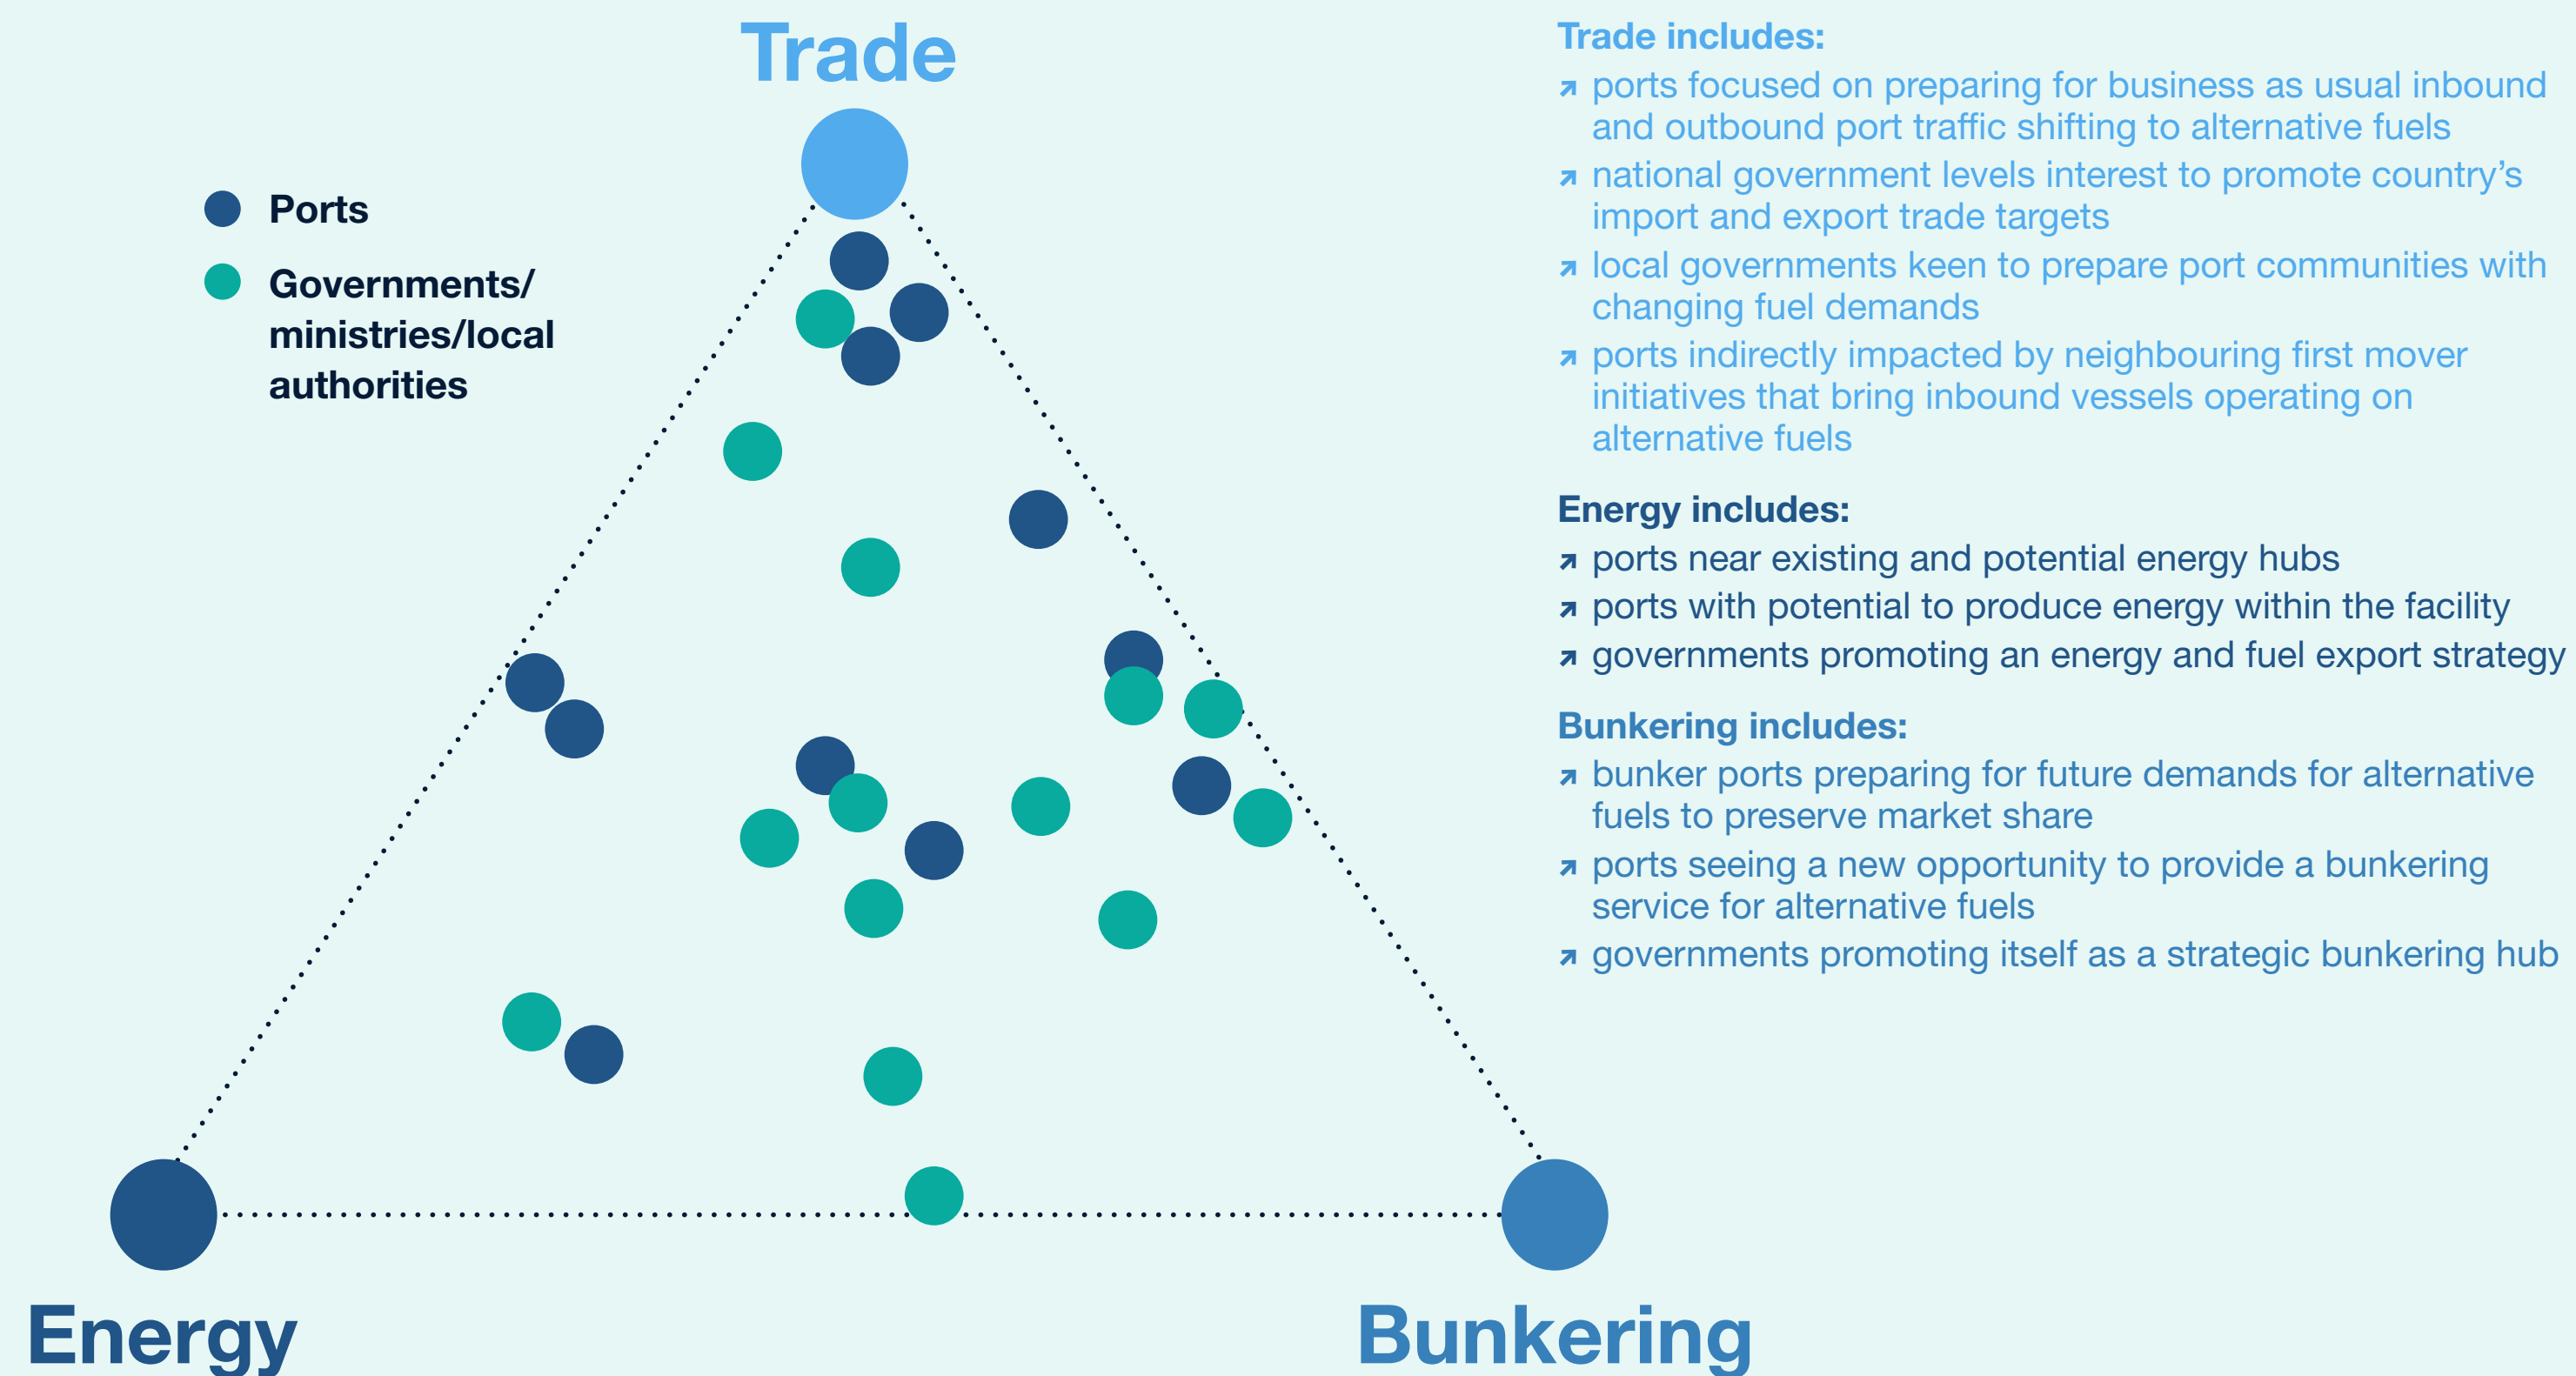 Trade
Ports
Governments/
ministries/local
authorities
Energy
Bunkering
Trade includes:
ports focused on preparing for business as usual inbound
and outbound port traffic shifting to alternative fuels
national government levels interest to promote country’s
import and export trade targets
local governments keen to prepare port communities with
changing fuel demands
ports indirectly impacted by neighbouring first mover
initiatives that bring inbound vessels operating on
alternative fuels
Energy includes:
ports near existing and potential energy hubs
ports with potential to produce energy within the facility
governments promoting an energy and fuel export strategy
Bunkering includes:
bunker ports preparing for future demands for alternative
fuels to preserve market share
ports seeing a new opportunity to provide a bunkering
service for alternative fuels
governments promoting itself as a strategic bunkering hub